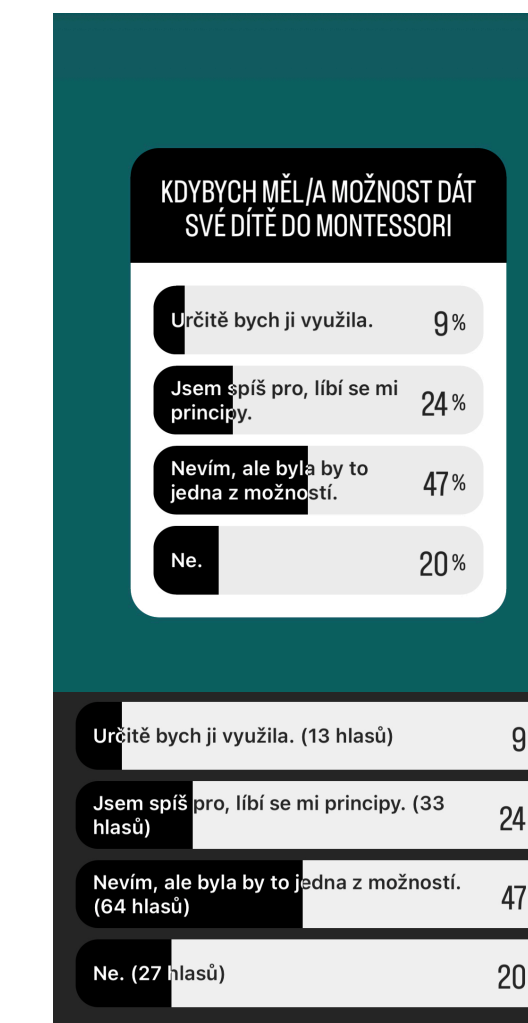 KDYBYCH MĚL/A MOŽNOST DÁT
SVÉ DÍTĚ DO MONTESSORI
Určitě bych ji využila. 9%
Jsem spíš pro, líbí se mi
principy. 24%
Nevím, ale byla by to
jedna z možností. 47%
Ne. 20%
Určitě bych ji využila. (13 hlasů) 9
Jsem spíš pro, líbí se mi principy. (33
hlasů) 24
Nevím, ale byla by to jedna z možností.
(64 hlasů) 47
Ne. (27 hlasů) 20